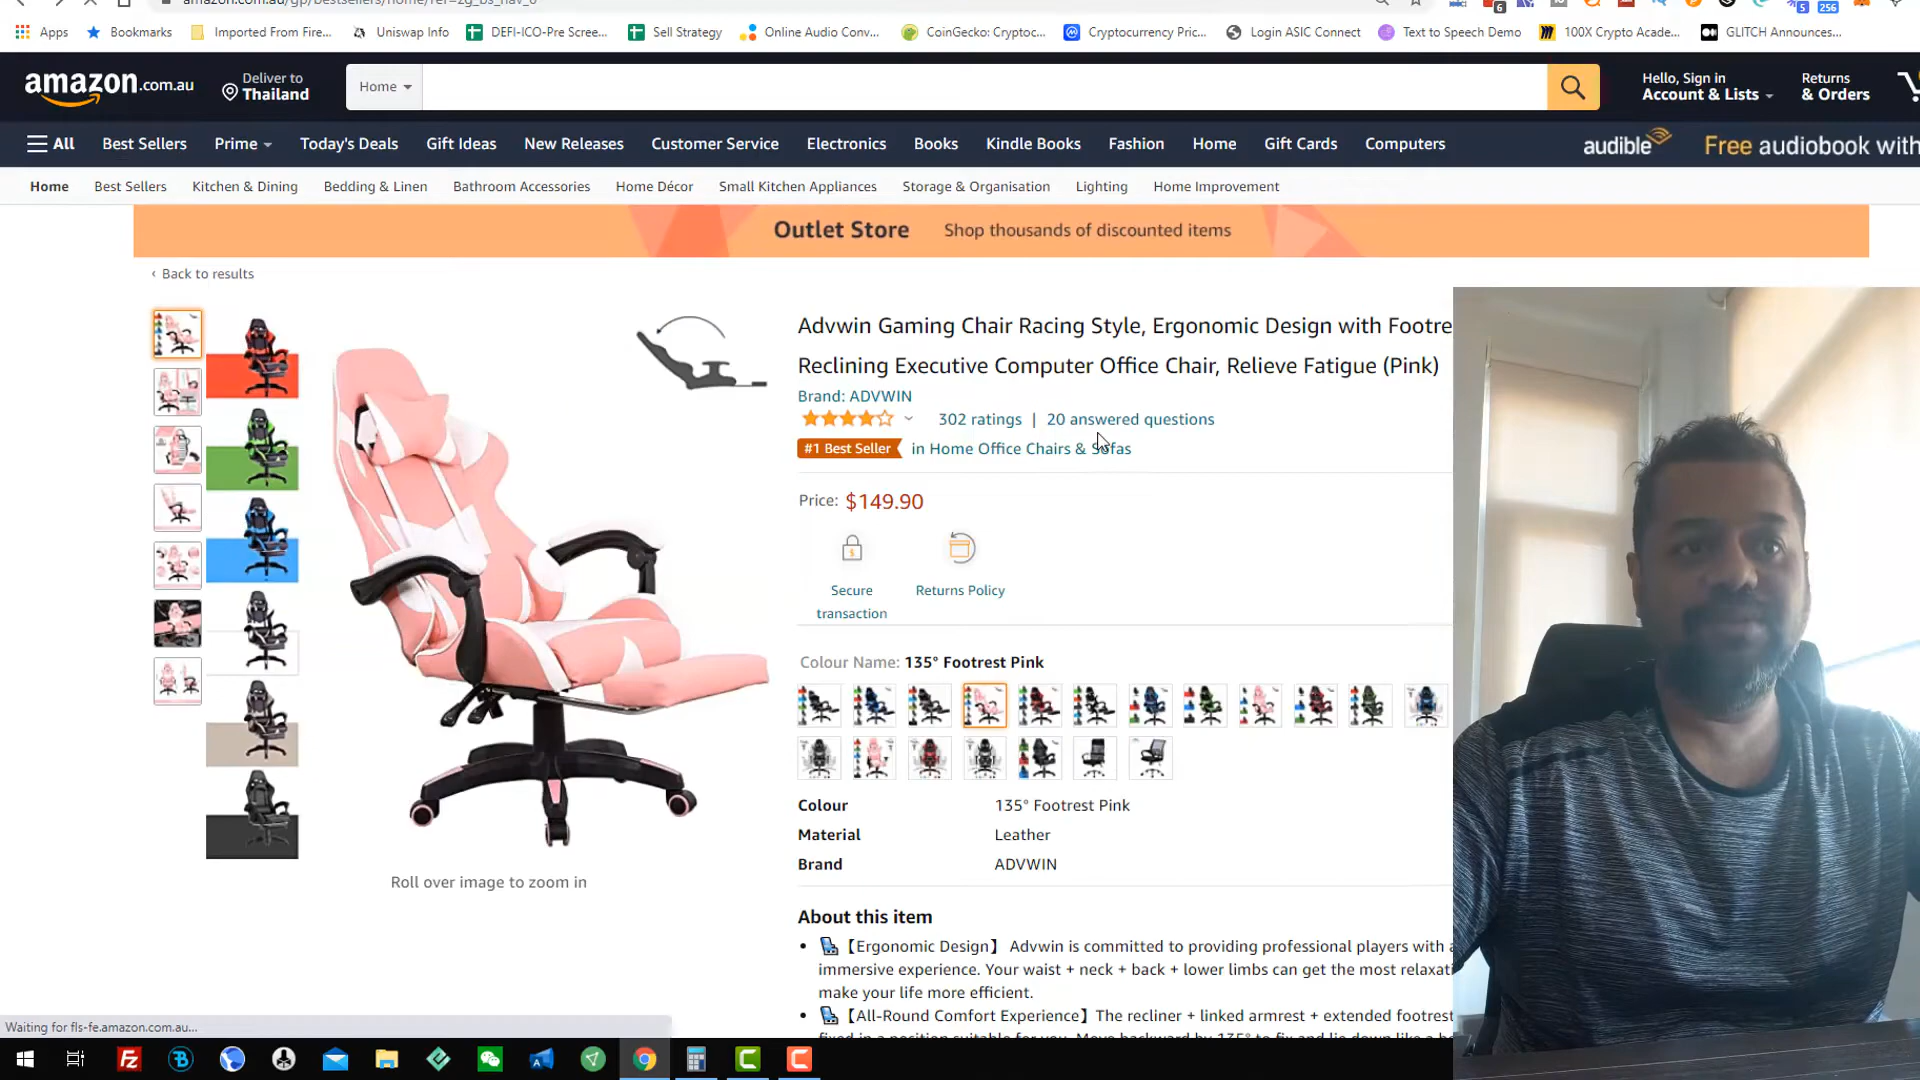 Apps
Bookmarks
Imported From Fire...
Uniswap Info
DEFI-ICO-Pre Scree...
Sell Strategy
Online Audio Conv...
CoinGecko: Cryptoc...
Cryptocurrency Pric...
Login ASIC Connect
Text to Speech Demo
100X Crypto Acade...
GLITCH Announces...
6
5
256
amazon.com.au
Deliver to
Thailand
Home
Hello, Sign in
Account & Lists
Returns
& Orders
All
Best Sellers
Prime
Today's Deals
Gift Ideas
New Releases
Customer Service
Electronics
Books
Kindle Books
Fashion
Home
Gift Cards
Computers
audible
Free audiobook with
Home
Best Sellers
Kitchen & Dining
Bedding & Linen
Bathroom Accessories
Home Décor
Small Kitchen Appliances
Storage & Organisation
Lighting
Home Improvement
Outlet Store
Shop thousands of discounted items
‹ Back to results
Advwin Gaming Chair Racing Style, Ergonomic Design with Footre
Reclining Executive Computer Office Chair, Relieve Fatigue (Pink)
Brand: ADVWIN
302 ratings | 20 answered questions
#1 Best Seller in Home Office Chairs & Sofas
Price: $149.90
Secure
transaction
Returns Policy
Colour Name: 135° Footrest Pink
Colour 135° Footrest Pink
Material Leather
Brand ADVWIN
Roll over image to zoom in
About this item
• 【Ergonomic Design】 Advwin is committed to providing professional players with a
immersive experience. Your waist + neck + back + lower limbs can get the most relaxati
make your life more efficient.
• 【All-Round Comfort Experience】The recliner + linked armrest + extended footrest
Waiting for fls-fe.amazon.com.au...